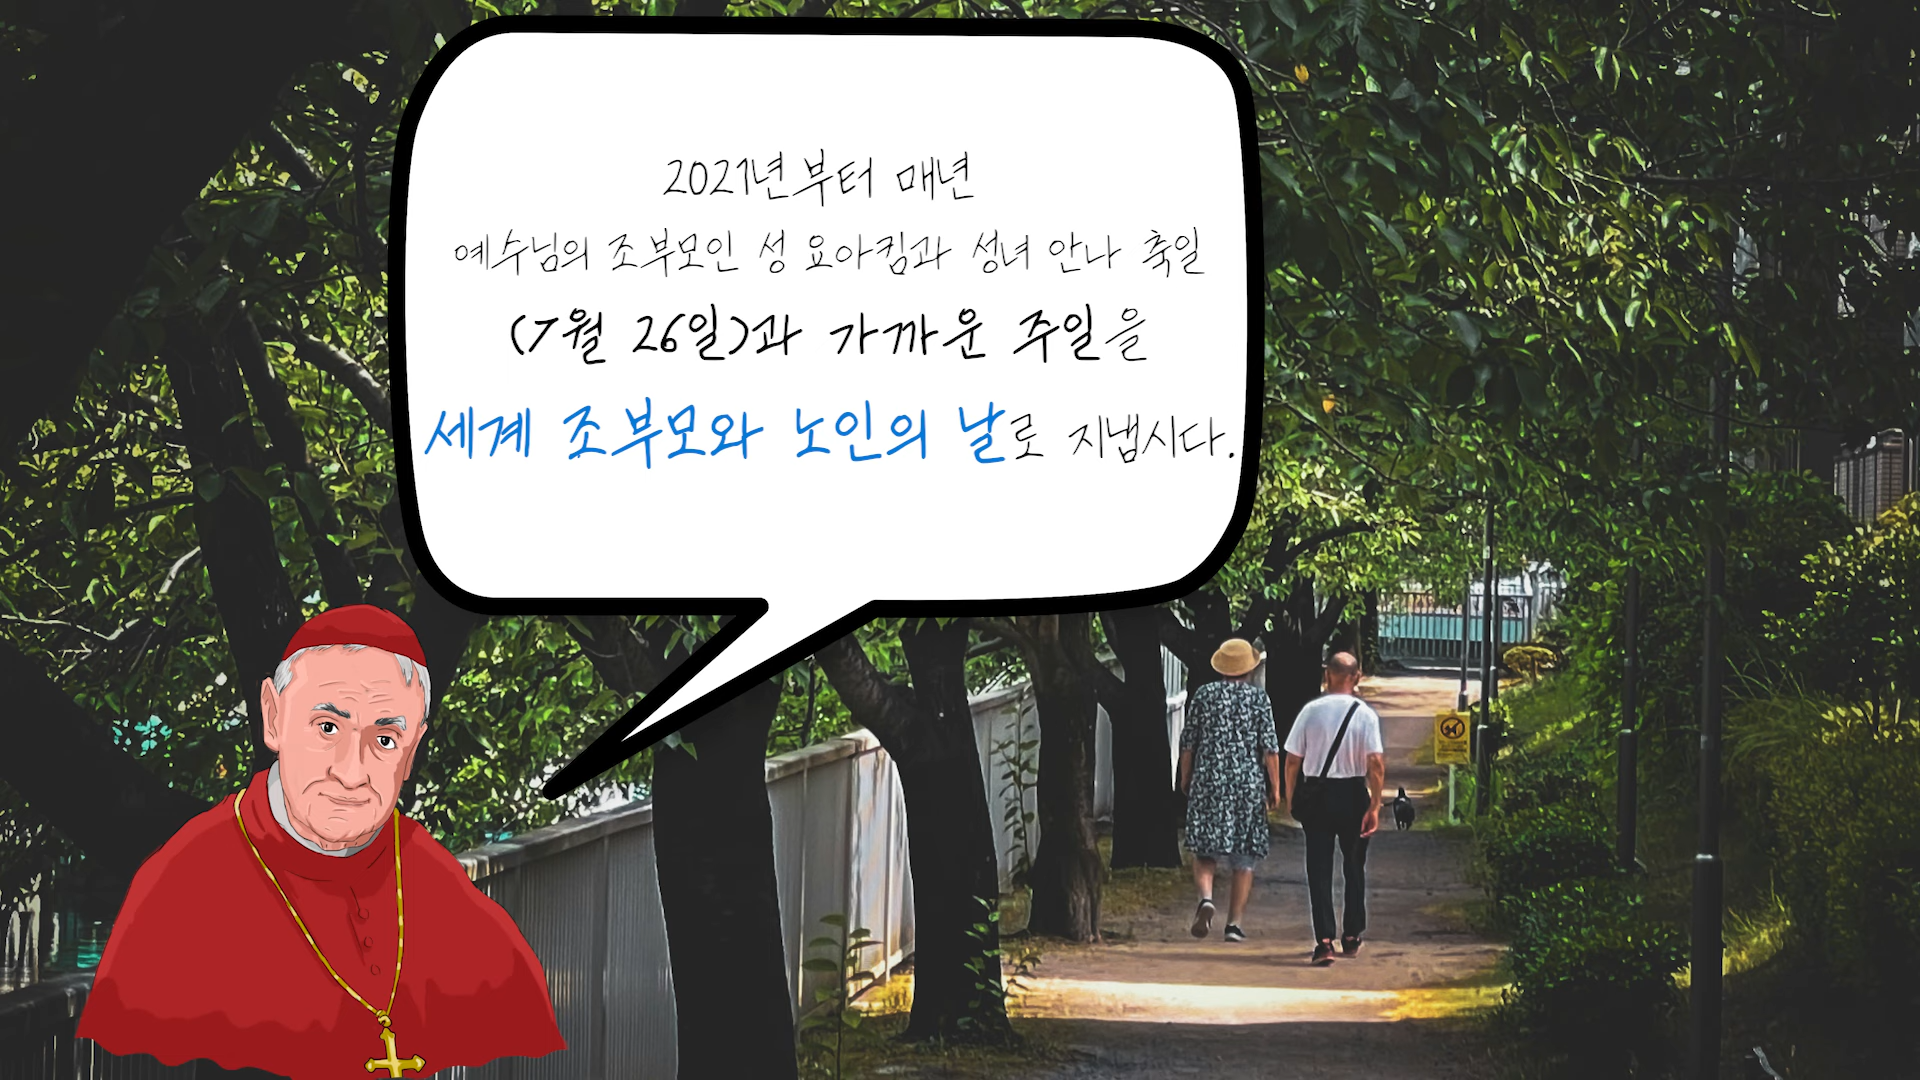 2021년부터 매년
예수님의 조부모인 성 요아킴과 성녀 안나 축일
(7월 26일)과 가까운 주일을
세계 조부모와 노인의 날로 지냅시다.